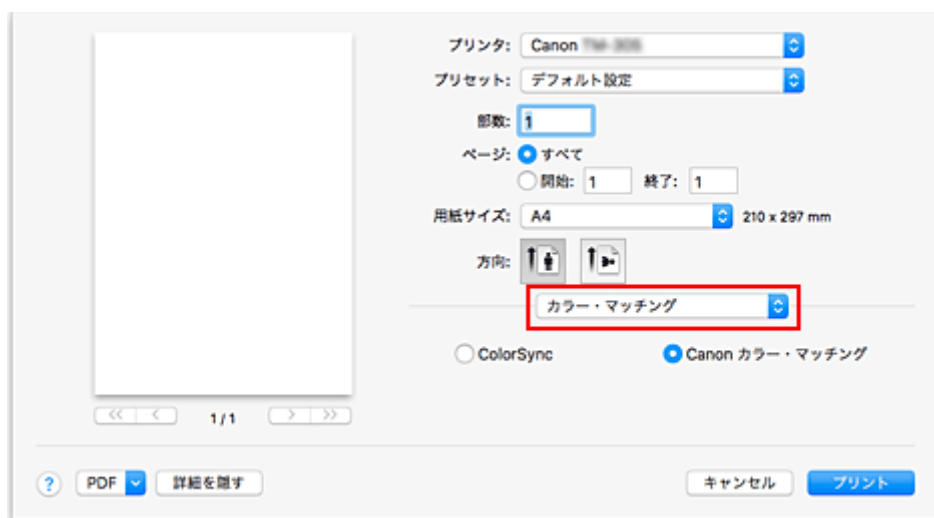 プリンタ: Canon
プリセット: デフォルト設定
部数: 1
ページ: すべて
開始: 1 終了: 1
用紙サイズ: A4 210 x 297 mm
方向:
カラー・マッチング
ColorSync Canon カラー・マッチング
<< < 1 / 1 > >>
? PDF 詳細を隠す キャンセル プリント